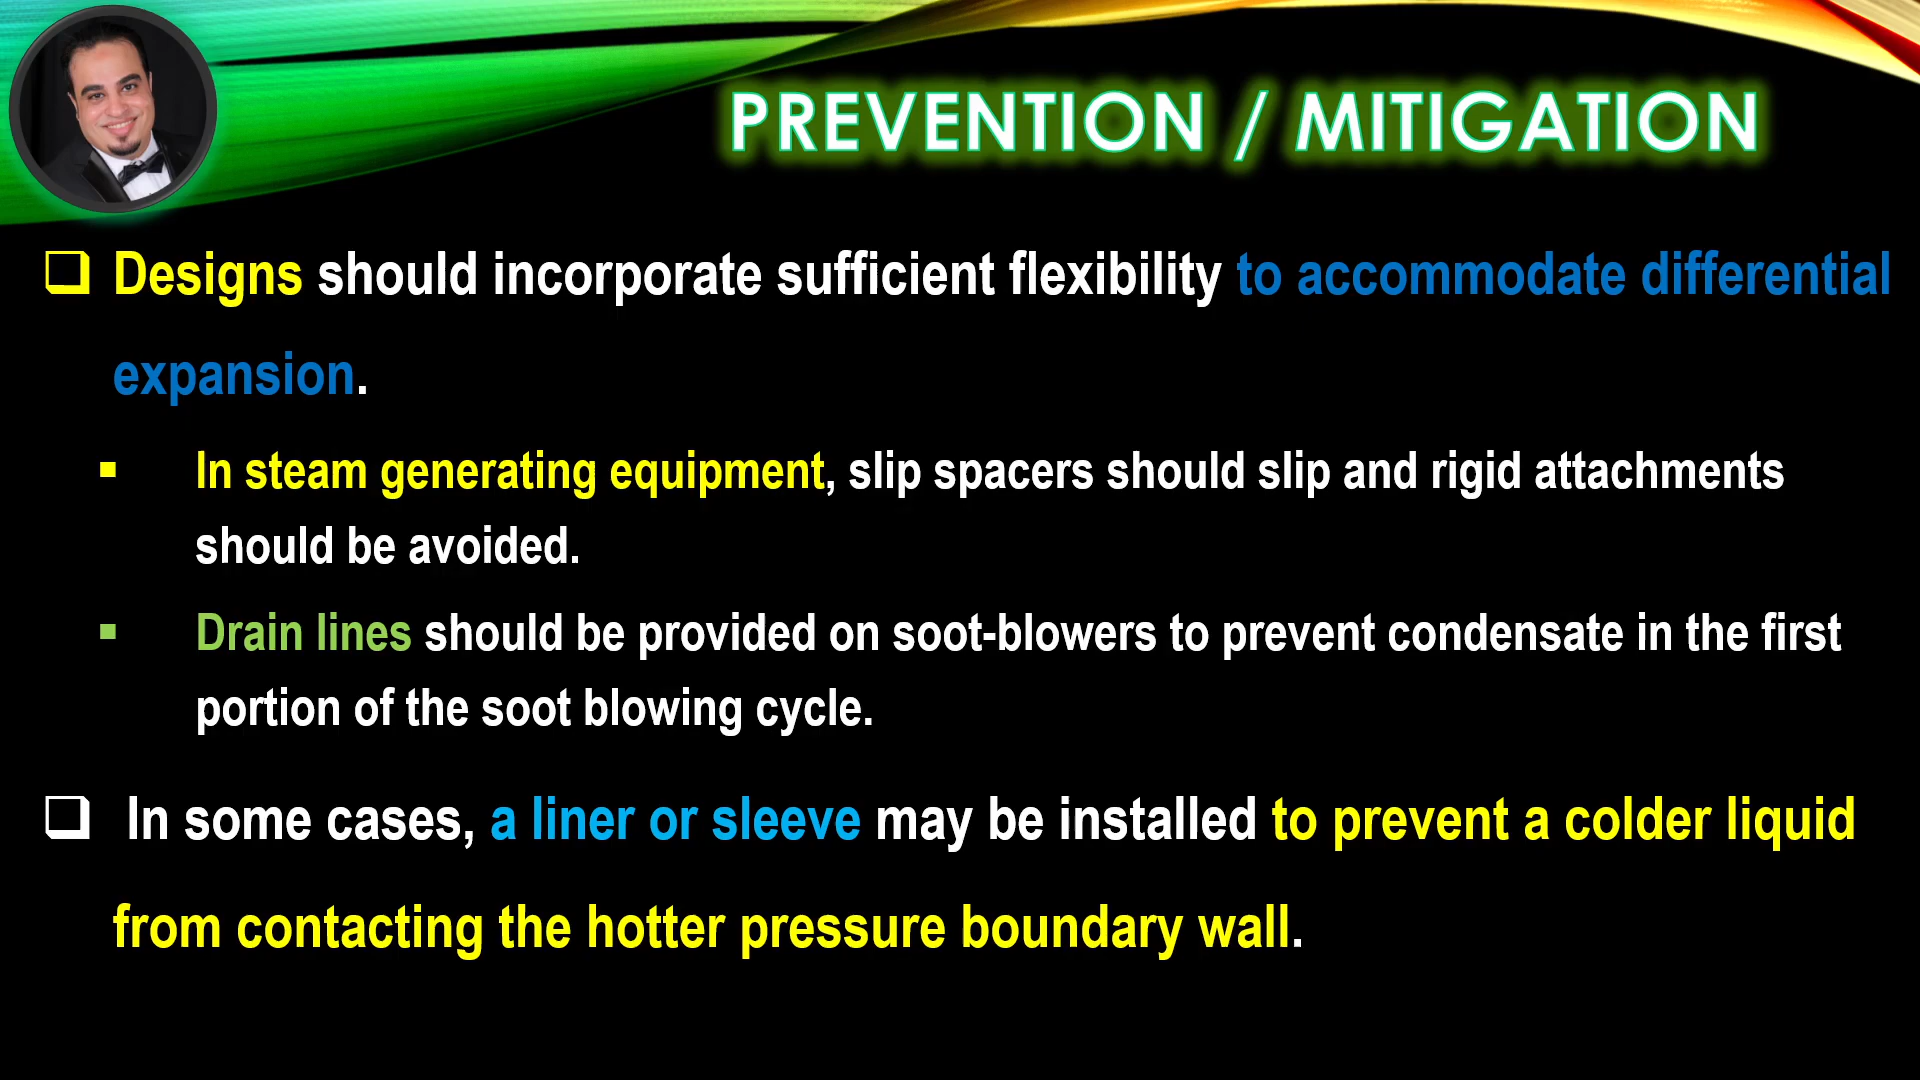 PREVENTION / MITIGATION
Designs should incorporate sufficient flexibility to accommodate differential
expansion.
In steam generating equipment, slip spacers should slip and rigid attachments
should be avoided.
Drain lines should be provided on soot-blowers to prevent condensate in the first
portion of the soot blowing cycle.
In some cases, a liner or sleeve may be installed to prevent a colder liquid
from contacting the hotter pressure boundary wall.